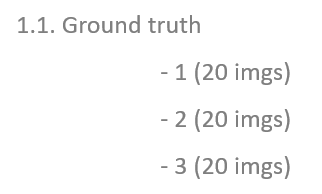 1.1. Ground truth
- 1 (20 imgs)
- 2 (20 imgs)
- 3 (20 imgs)